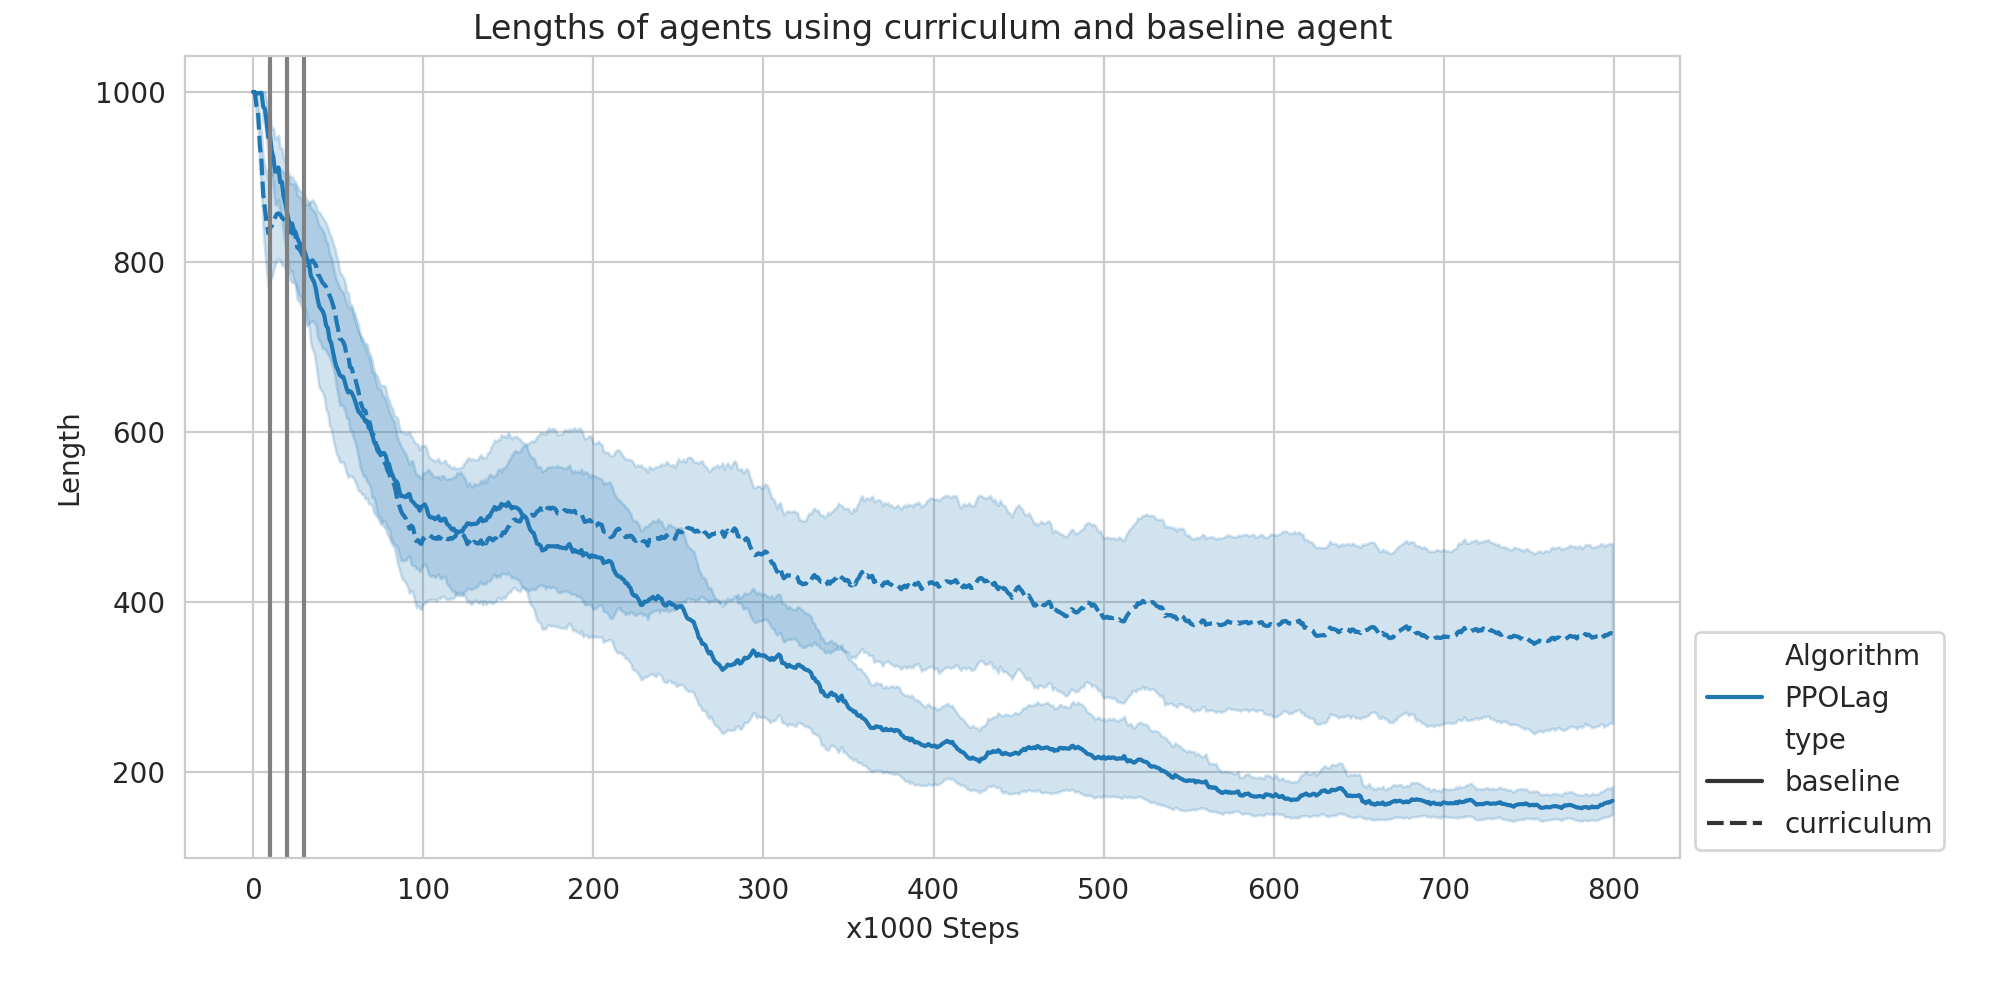 Lengths of agents using curriculum and baseline agent
1000
800
600
400
200
Length
0 100 200 300 400 500 600 700 800
x1000 Steps
Algorithm
PPOLag
type
baseline
curriculum